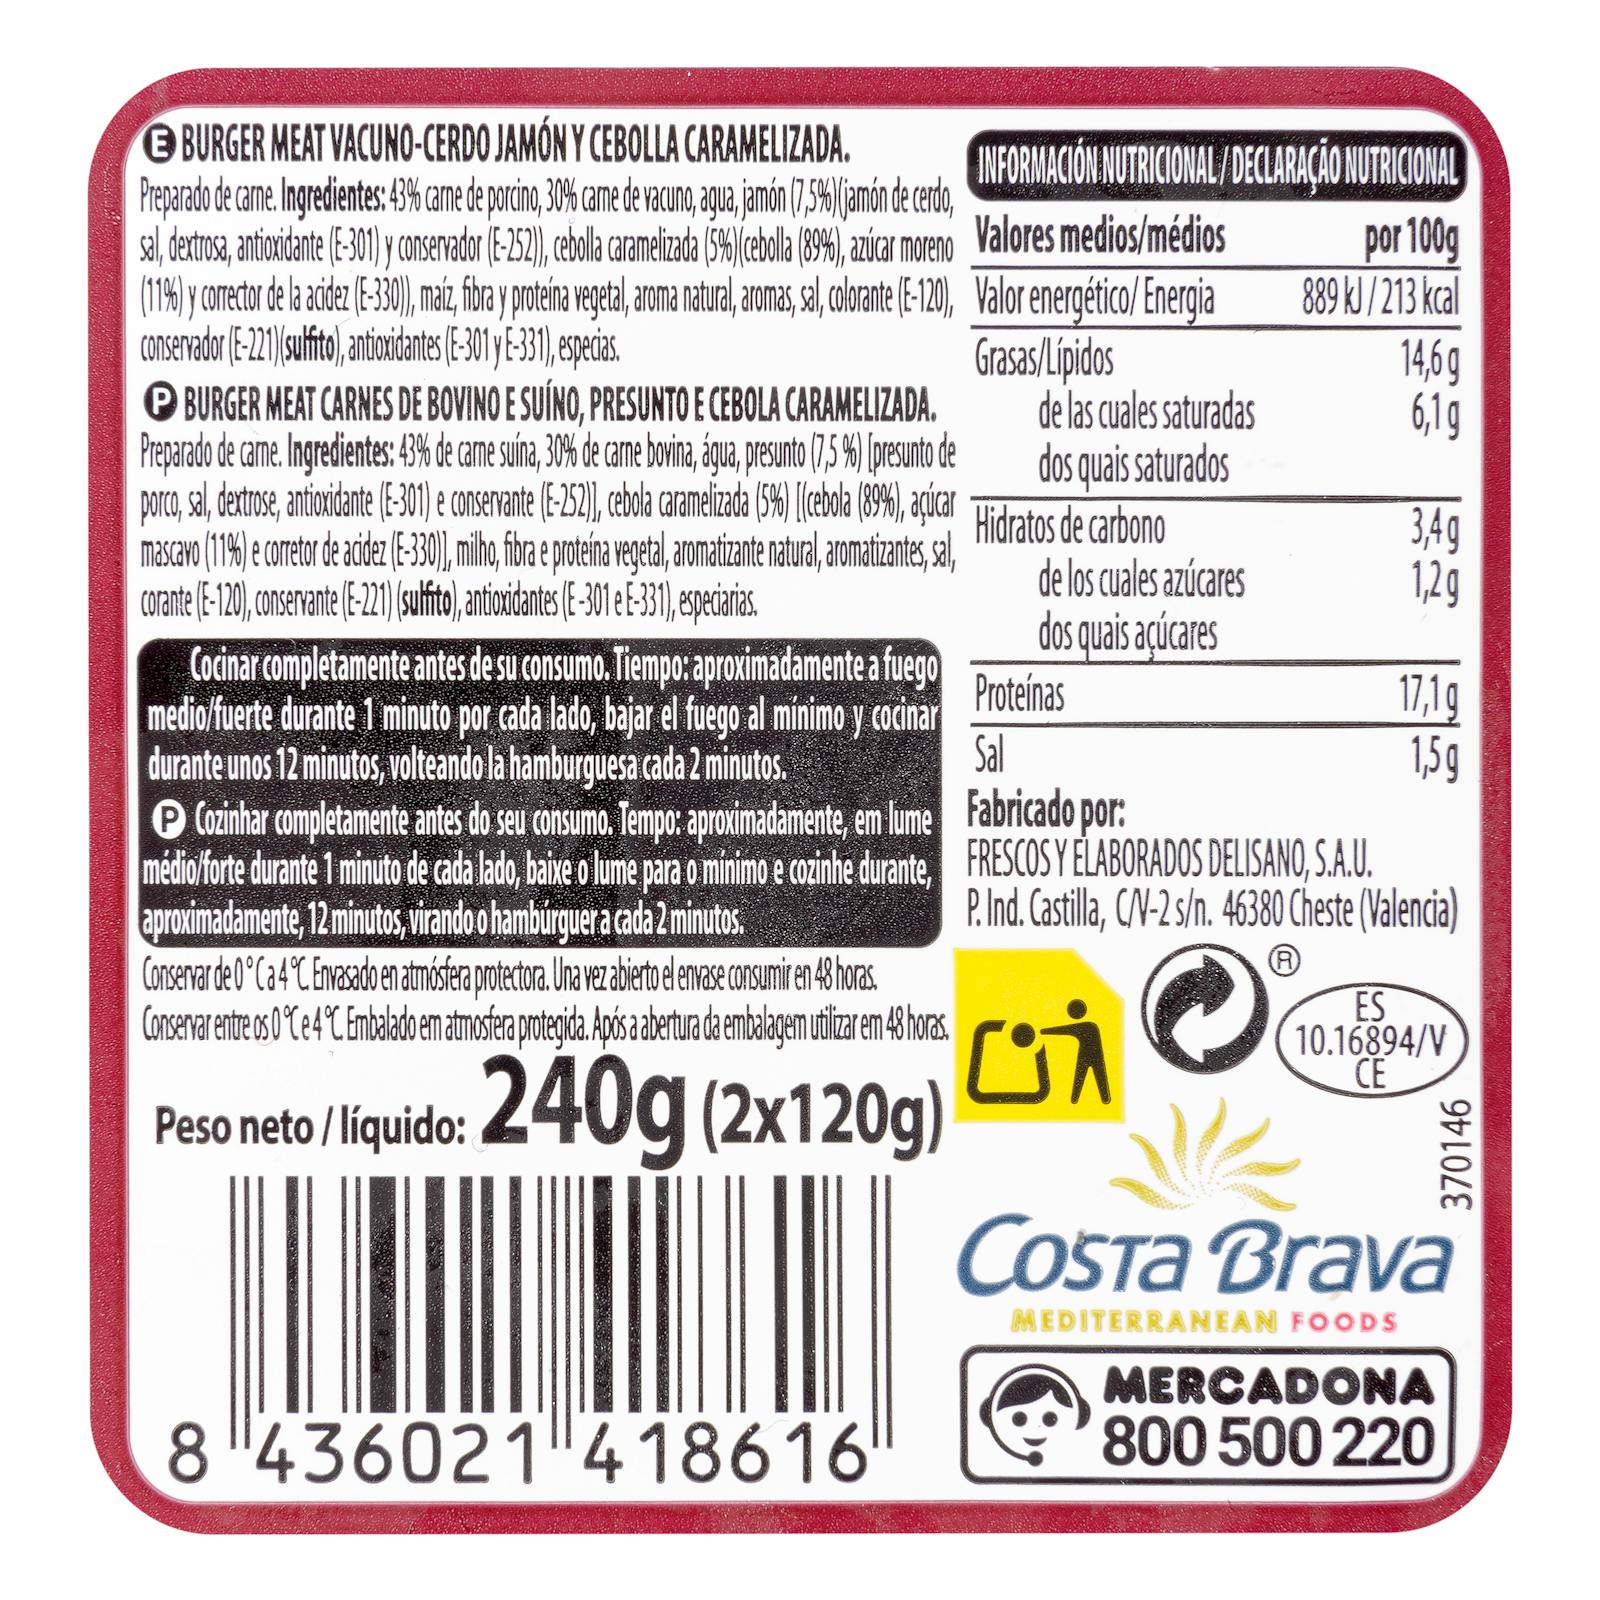 E BURGER MEAT VACUNO-CERDO JAMÓN Y CEBOLLA CARAMELIZADA.
Preparado de carne. Ingredientes: 43% carne de porcino, 30% carne de vacuno, agua, jamón (7,5%)(jamón de cerdo,
sal, dextrosa, antioxidante (E-301) y conservador (E-252)), cebolla caramelizada (5%)(cebolla (89%), azúcar moreno
(11%) y corrector de la acidez (E-330)), maíz, fibra y proteína vegetal, aroma natural, aromas, sal, colorante (E-120),
conservador (E-221)(sulfito), antioxidantes (E-301 y E-331), especias.
P BURGER MEAT CARNES DE BOVINO E SUÍNO, PRESUNTO E CEBOLA CARAMELIZADA.
Preparado de carne. Ingredientes: 43% de carne suína, 30% de carne bovina, água, presunto (7,5 %) [presunto de
porco, sal, dextrose, antioxidante (E-301) e conservante (E-252)], cebola caramelizada (5%) [(cebola (89%), açúcar
mascavo (11%) e corretor de acidez (E-330)], milho, fibra e proteína vegetal, aromatizante natural, aromatizantes, sal,
corante (E-120), conservante (E-221) (sulfito), antioxidantes (E -301 e E-331), especiarias.
Cocinar completamente antes de su consumo. Tiempo: aproximadamente a fuego
medio/fuerte durante 1 minuto por cada lado, bajar el fuego al mínimo y cocinar
durante unos 12 minutos, volteando la hamburguesa cada 2 minutos.
P Cozinhar completamente antes do seu consumo. Tempo: aproximadamente, em lume
médio/forte durante 1 minuto de cada lado, baixe o lume para o mínimo e cozinhe durante,
aproximadamente, 12 minutos, virando o hambúrguer a cada 2 minutos.
Conservar de 0 °C a 4 °C. Envasado en atmósfera protectora. Una vez abierto el envase consumir en 48 horas.
Conservar entre os 0 °C e 4 °C. Embalado em atmosfera protegida. Após a abertura da embalagem utilizar em 48 horas.
Peso neto / líquido: 240g (2x120g)
8 436021 418616
INFORMACIÓN NUTRICIONAL / DECLARAÇÃO NUTRICIONAL
Valores medios/médios por 100g
Valor energético/ Energia 889 kJ / 213 kcal
Grasas/Lípidos 14,6 g
de las cuales saturadas 6,1 g
dos quais saturados
Hidratos de carbono 3,4 g
de los cuales azúcares 1,2 g
dos quais açúcares
Proteínas 17,1 g
Sal 1,5 g
Fabricado por:
FRESCOS Y ELABORADOS DELISANO, S.A.U.
P. Ind. Castilla, C/V-2 s/n. 46380 Cheste (Valencia)
®
ES
10.16894/V
CE
370146
Costa Brava
MEDITERRANEAN FOODS
MERCADONA
800 500 220